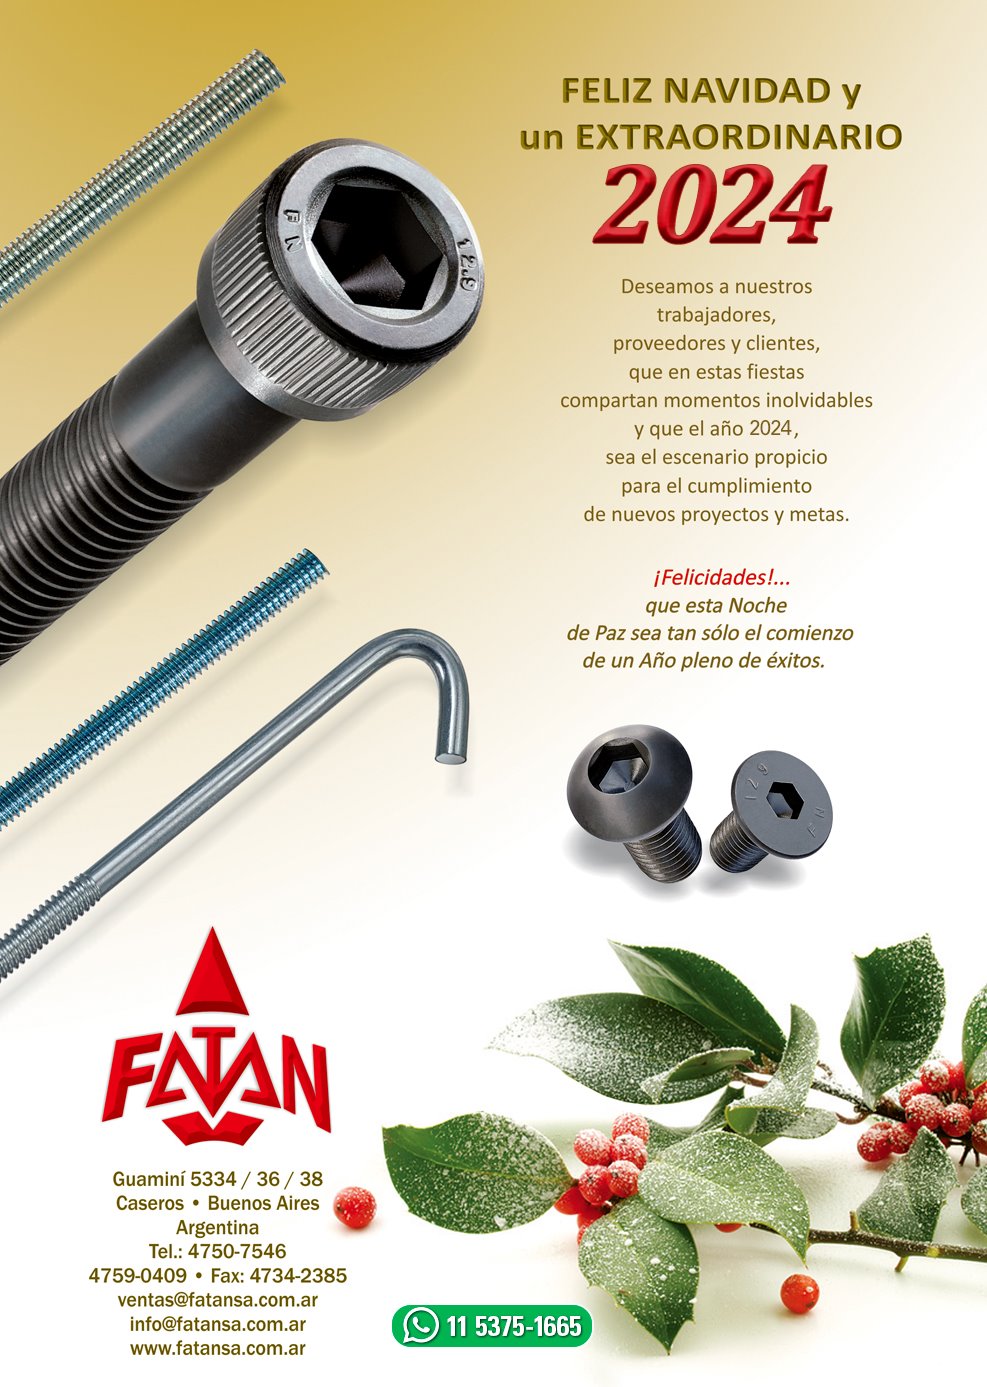 FELIZ NAVIDAD y
un EXTRAORDINARIO
2024
Deseamos a nuestros
trabajadores,
proveedores y clientes,
que en estas fiestas
compartan momentos inolvidables
y que el año 2024,
sea el escenario propicio
para el cumplimiento
de nuevos proyectos y metas.
¡Felicidades!...
que esta Noche
de Paz sea tan sólo el comienzo
de un Año pleno de éxitos.
F N 12.9
12.9 F N
FATAN
Guaminí 5334 / 36 / 38
Caseros • Buenos Aires
Argentina
Tel.: 4750-7546
4759-0409 • Fax: 4734-2385
ventas@fatansa.com.ar
info@fatansa.com.ar
www.fatansa.com.ar
11 5375-1665